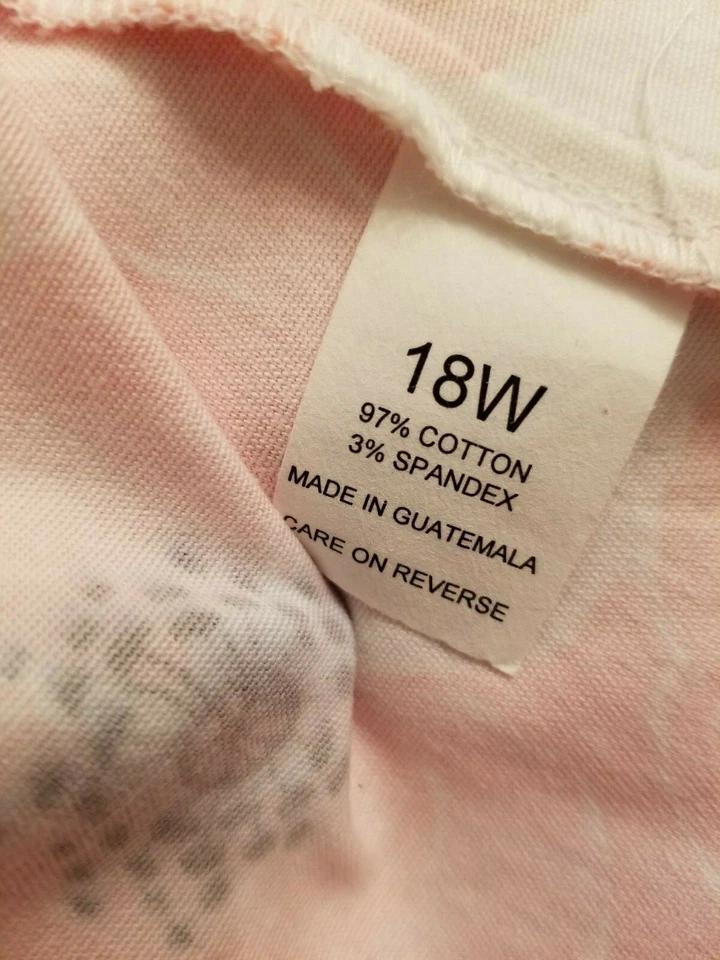 18W
97% COTTON
3% SPANDEX
MADE IN GUATEMALA
CARE ON REVERSE